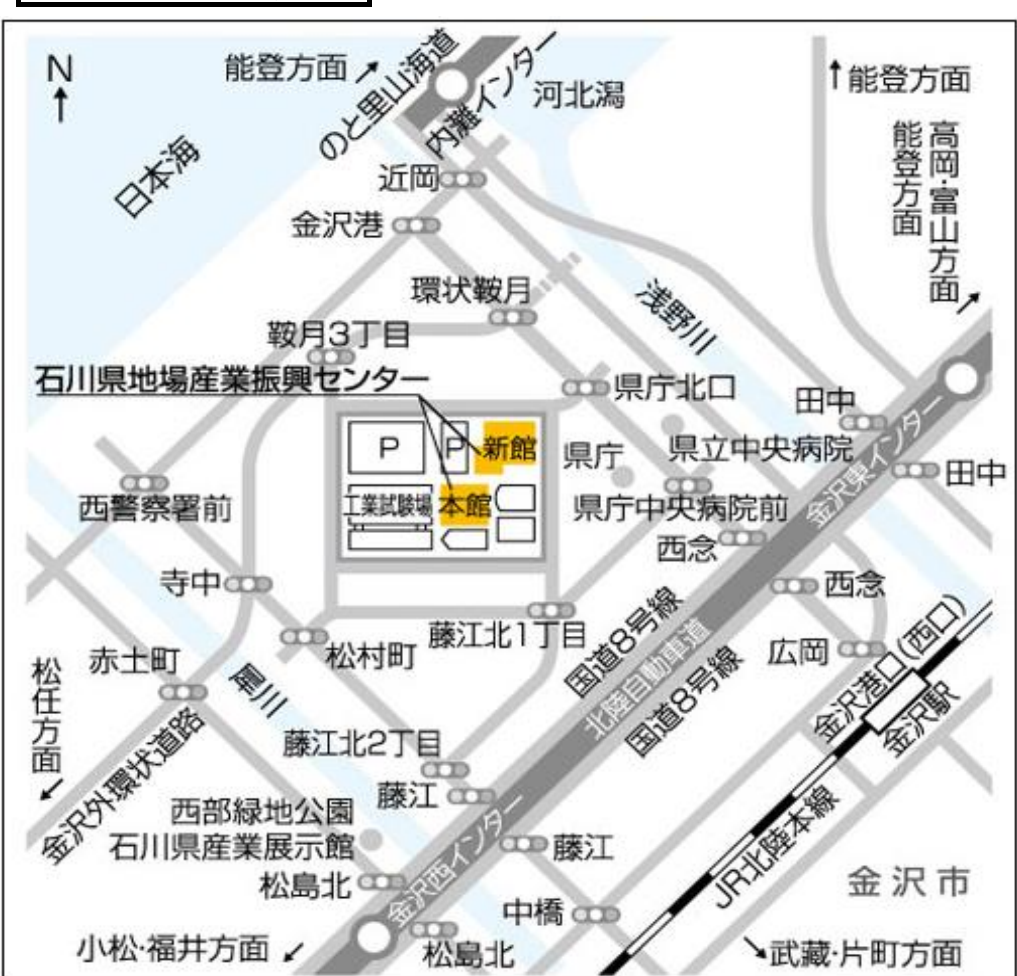 N
能登方面
のと里山海道
内灘インター
河北潟
能登方面
高岡・富山方面
能登方面
日本海
近岡
金沢港
環状鞍月
浅野川
鞍月3丁目
石川県地場産業振興センター
県庁北口
田中
P
P
新館
県庁
県立中央病院
金沢東インター
田中
西警察署前
工業試験場
本館
県庁中央病院前
西念
寺中
西念
藤江北1丁目
国道8号線
松村町
北陸自動車道
広岡
金沢港口(西口)
赤土町
国道8号線
金沢駅
松任方面
犀川
藤江北2丁目
金沢外環状道路
藤江
西部緑地公園
石川県産業展示館
金沢西インター
藤江
JR北陸本線
松島北
金沢市
中橋
小松・福井方面
松島北
武蔵・片町方面